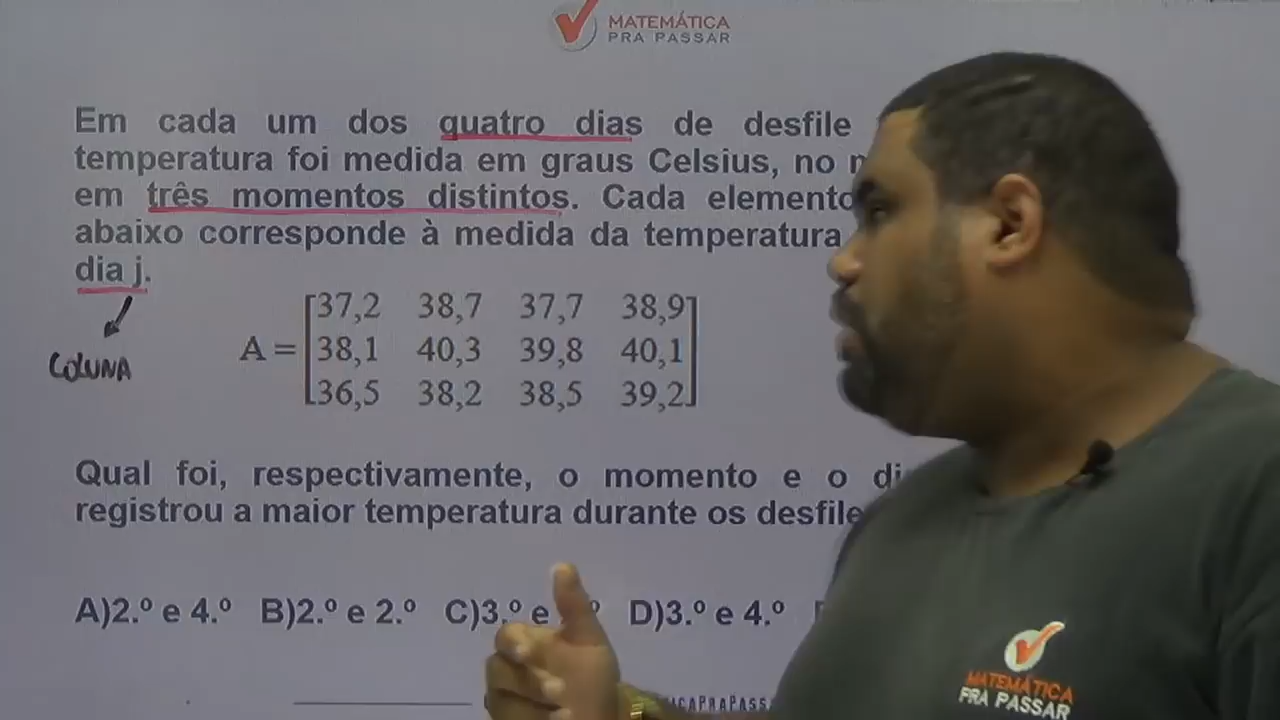 MATEMÁTICA
PRA PASSAR
Em cada um dos quatro dias de desfile
temperatura foi medida em graus Celsius, no
em três momentos distintos. Cada elemento
abaixo corresponde à medida da temperatura
dia j.
COLUNA
A = [37,2 38,7 37,7 38,9]
[38,1 40,3 39,8 40,1]
[36,5 38,2 38,5 39,2]
Qual foi, respectivamente, o momento e o
registrou a maior temperatura durante os desfile
A)2.º e 4.º B)2.º e 2.º C)3.º e D)3.º e 4.º
MATEMÁTICA
PRA PASSAR